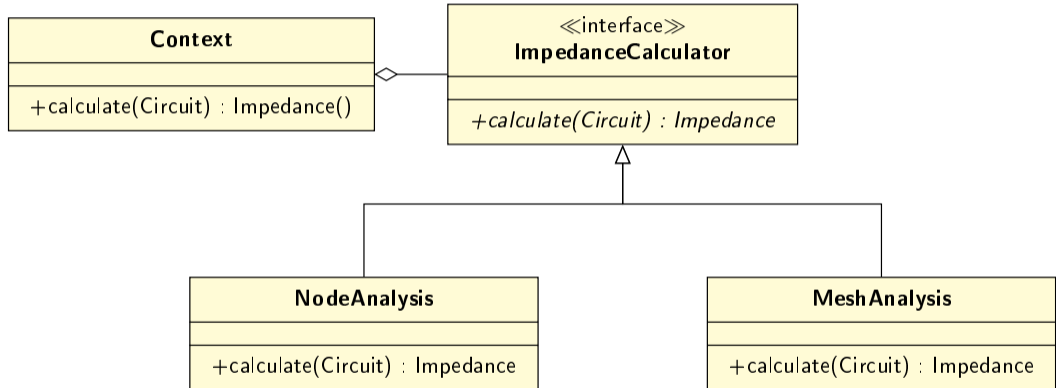 Context
+calculate(Circuit) : Impedance()
≪interface≫
ImpedanceCalculator
+calculate(Circuit) : Impedance
NodeAnalysis
+calculate(Circuit) : Impedance
MeshAnalysis
+calculate(Circuit) : Impedance